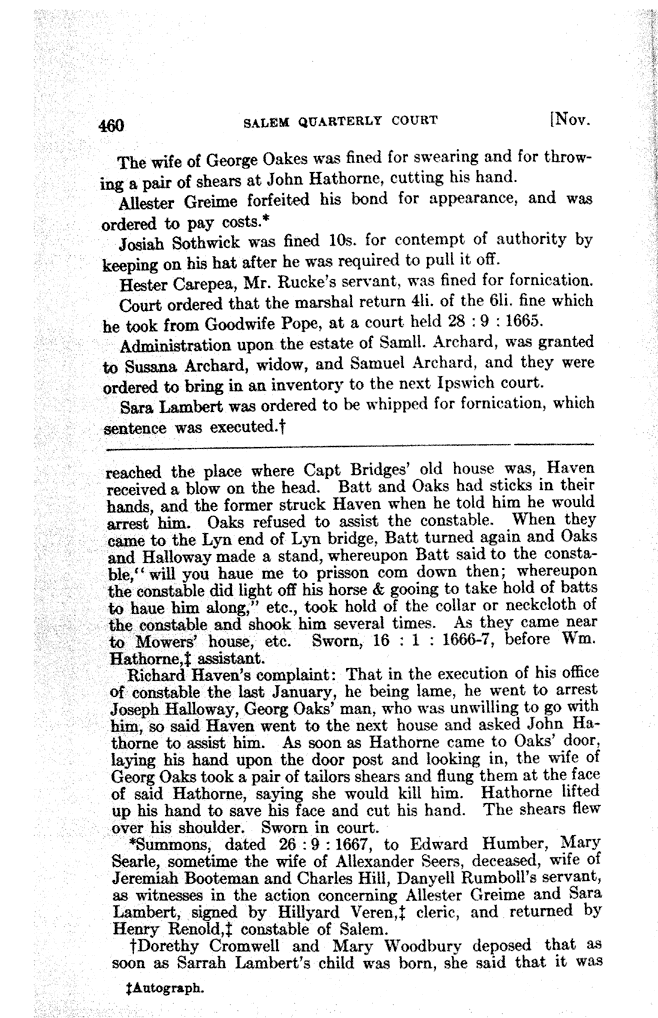 460 SALEM QUARTERLY COURT [Nov.
The wife of George Oakes was fined for swearing and for throw-
ing a pair of shears at John Hathorne, cutting his hand.
Allester Greime forfeited his bond for appearance, and was
ordered to pay costs.*
Josiah Sothwick was fined 10s. for contempt of authority by
keeping on his hat after he was required to pull it off.
Hester Carepea, Mr. Rucke's servant, was fined for fornication.
Court ordered that the marshal return 4li. of the 6li. fine which
he took from Goodwife Pope, at a court held 28 : 9 : 1665.
Administration upon the estate of Samll. Archard, was granted
to Susana Archard, widow, and Samuel Archard, and they were
ordered to bring in an inventory to the next Ipswich court.
Sara Lambert was ordered to be whipped for fornication, which
sentence was executed.†
reached the place where Capt Bridges' old house was, Haven
received a blow on the head. Batt and Oaks had sticks in their
hands, and the former struck Haven when he told him he would
arrest him. Oaks refused to assist the constable. When they
came to the Lyn end of Lyn bridge, Batt turned again and Oaks
and Halloway made a stand, whereupon Batt said to the consta-
ble,“ will you haue me to prisson com down then; whereupon
the constable did light off his horse & gooing to take hold of batts
to haue him along,” etc., took hold of the collar or neckcloth of
the constable and shook him several times. As they came near
to Mowers' house, etc. Sworn, 16 : 1 : 1666-7, before Wm.
Hathorne,‡ assistant.
Richard Haven's complaint: That in the execution of his office
of constable the last January, he being lame, he went to arrest
Joseph Halloway, Georg Oaks' man, who was unwilling to go with
him, so said Haven went to the next house and asked John Ha-
thorne to assist him. As soon as Hathorne came to Oaks' door,
laying his hand upon the door post and looking in, the wife of
Georg Oaks took a pair of tailors shears and flung them at the face
of said Hathorne, saying she would kill him. Hathorne lifted
up his hand to save his face and cut his hand. The shears flew
over his shoulder. Sworn in court.
*Summons, dated 26 : 9 : 1667, to Edward Humber, Mary
Searle, sometime the wife of Allexander Seers, deceased, wife of
Jeremiah Booteman and Charles Hill, Danyell Rumboll's servant,
as witnesses in the action concerning Allester Greime and Sara
Lambert, signed by Hillyard Veren,‡ cleric, and returned by
Henry Renold,‡ constable of Salem.
†Dorethy Cromwell and Mary Woodbury deposed that as
soon as Sarrah Lambert's child was born, she said that it was
‡Autograph.